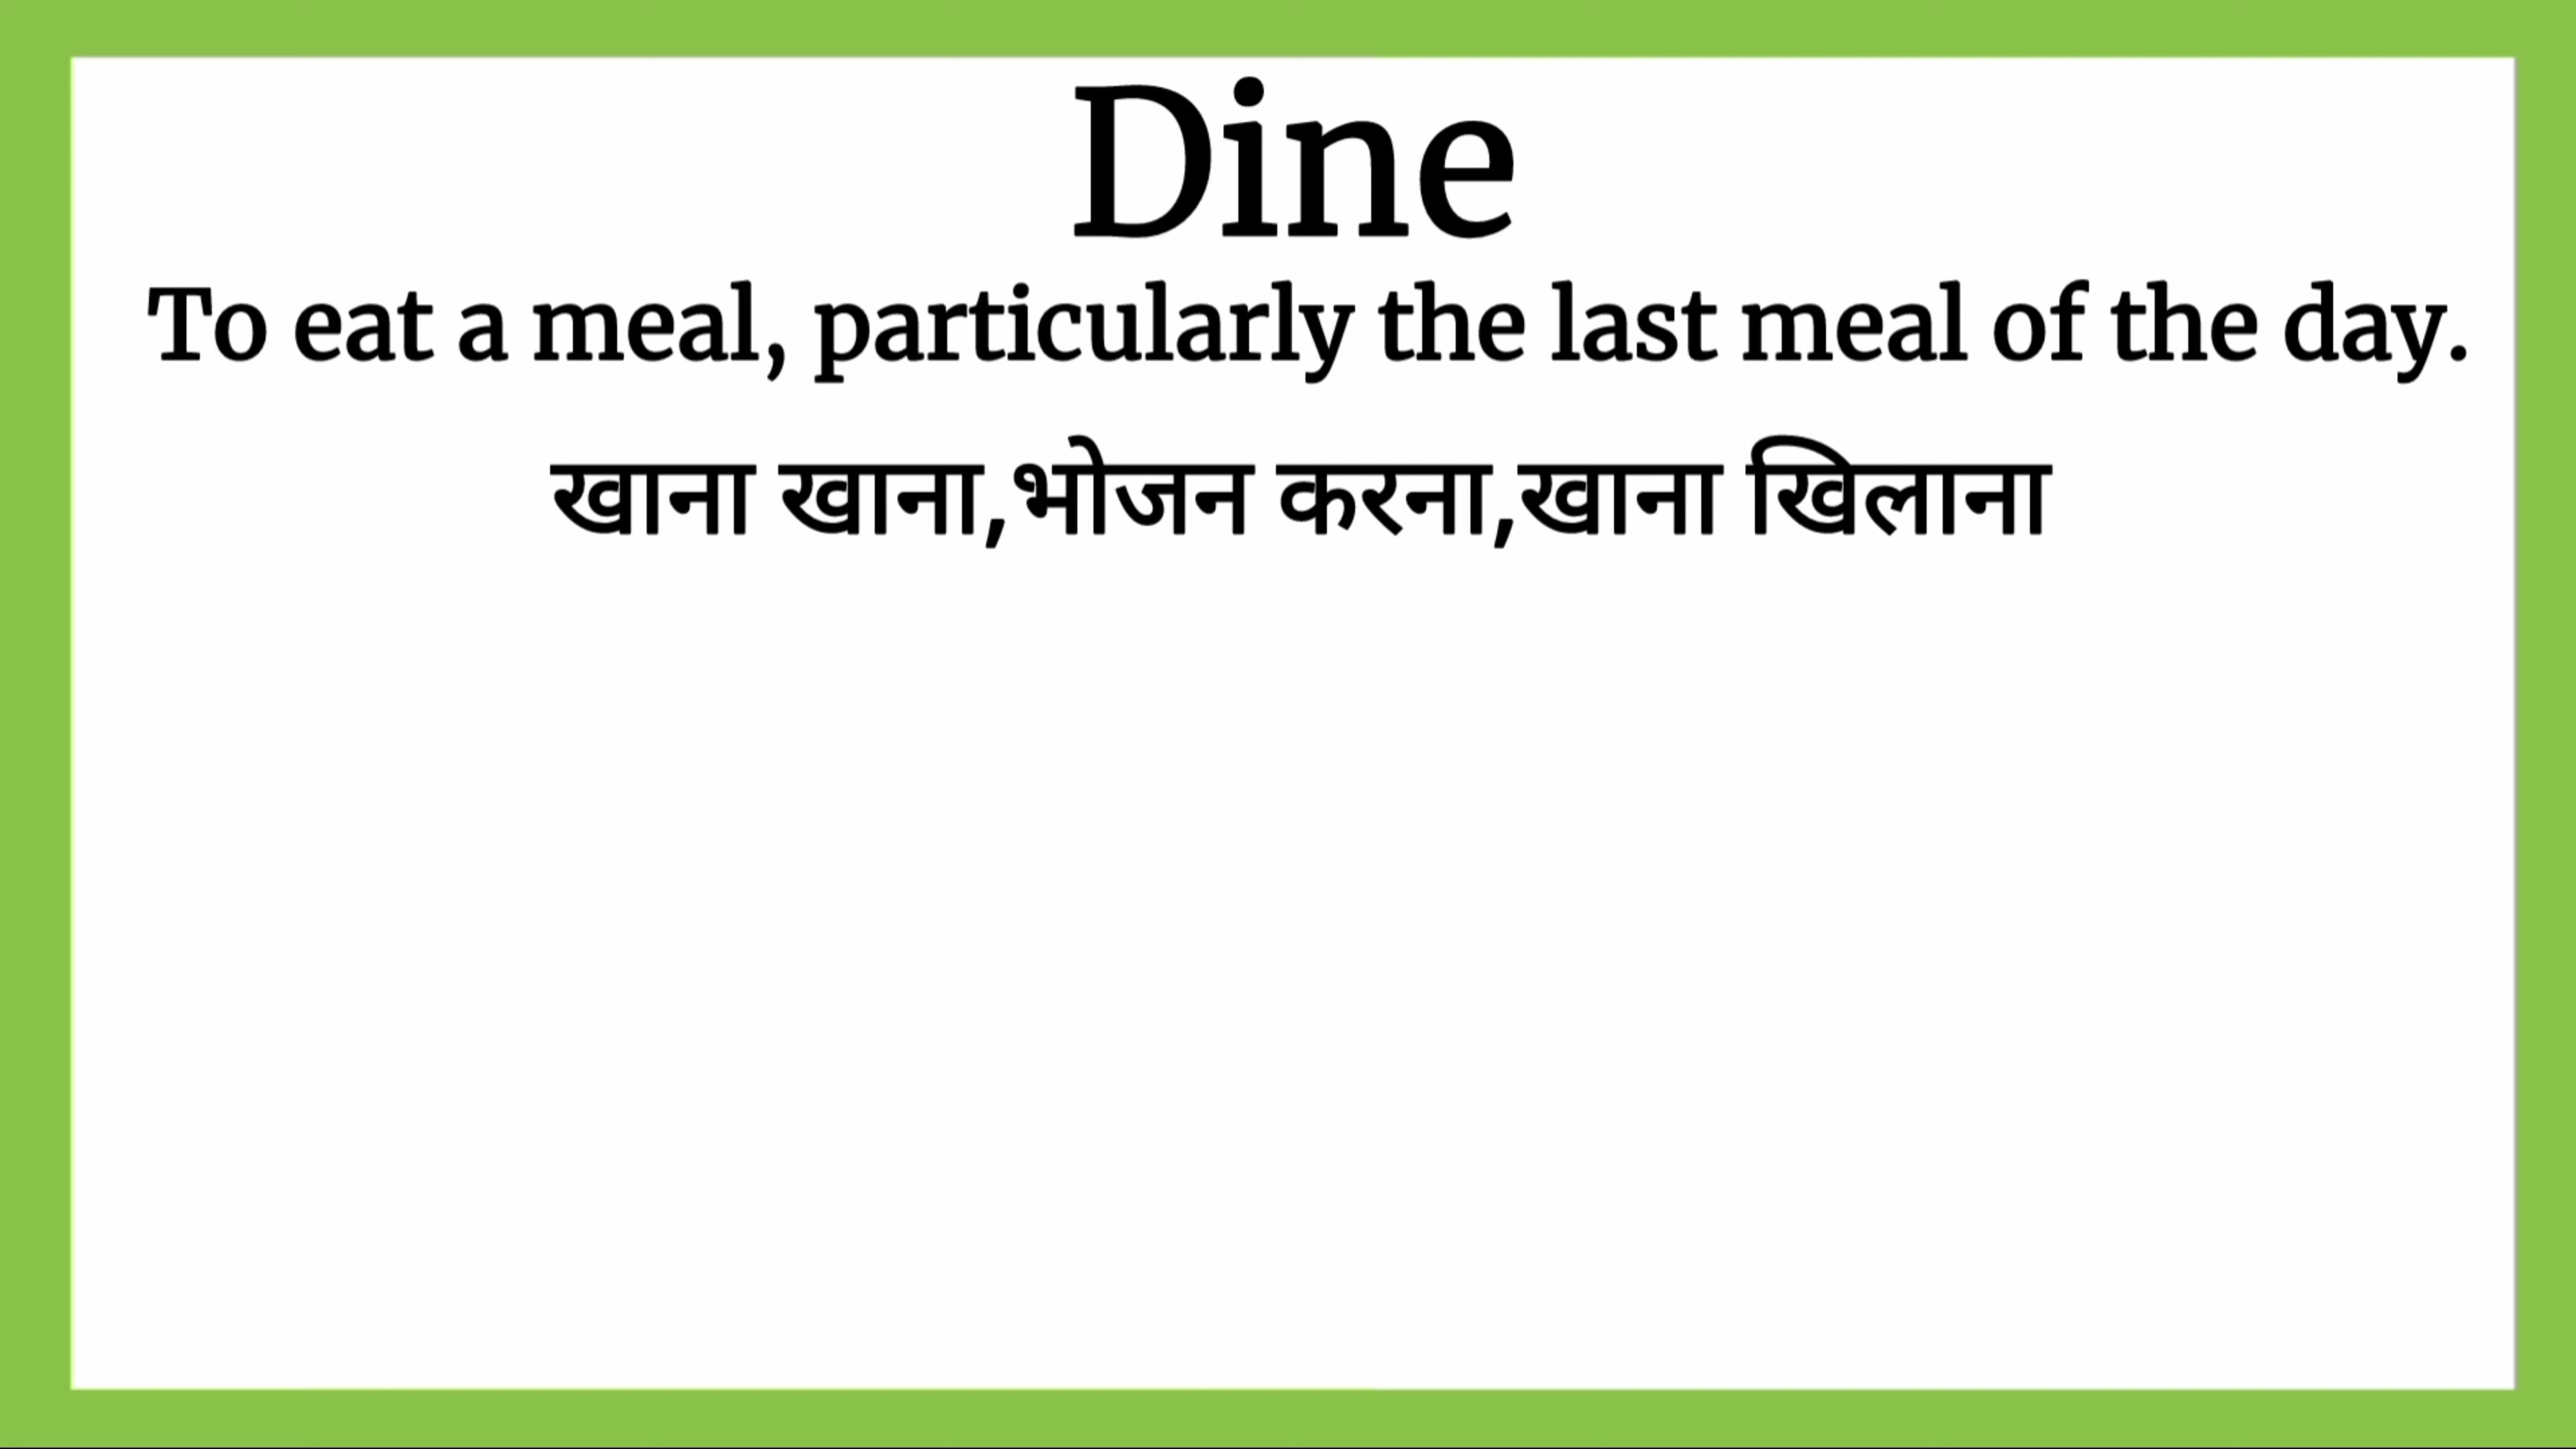 Dine
To eat a meal, particularly the last meal of the day.
खाना खाना,भोजन करना,खाना खिलाना